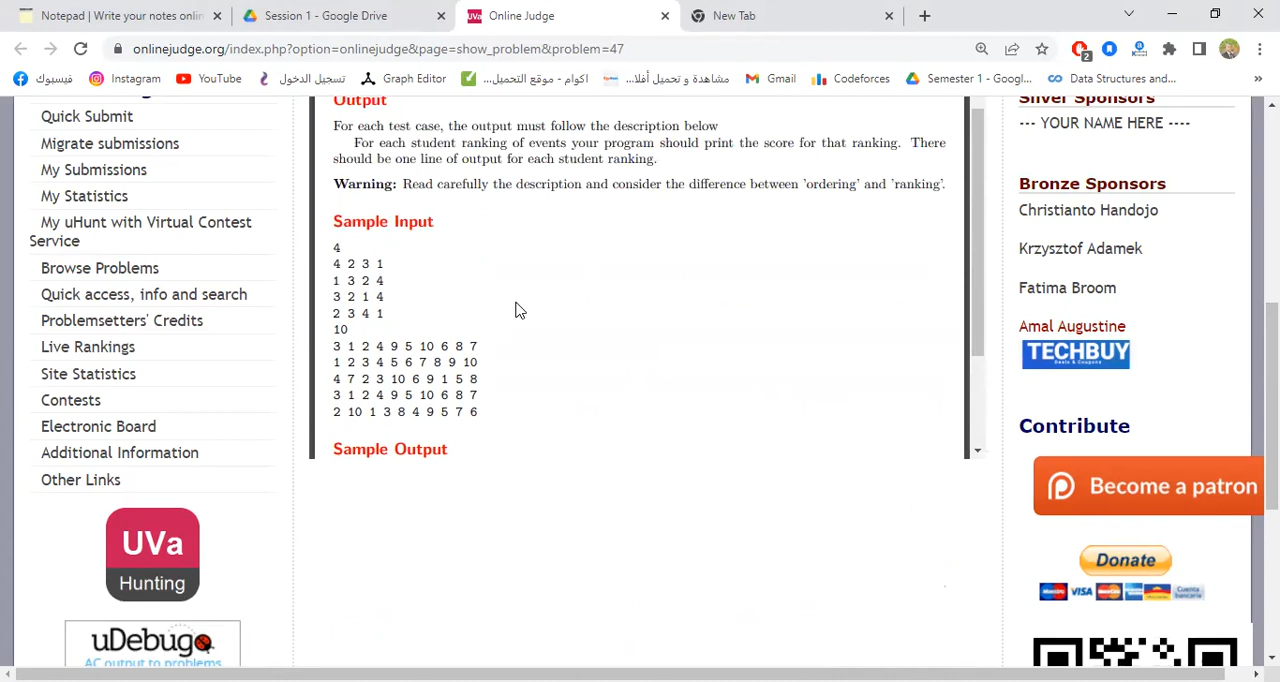 Notepad | Write your notes onlin
Session 1 - Google Drive
UVa Online Judge
New Tab
onlinejudge.org/index.php?option=onlinejudge&page=show_problem&problem=47
2
فيسبوك
Instagram
YouTube
تسجيل الدخول
Graph Editor
اكوام - موقع التحميل...
مشاهدة و تحميل أفلا...
Gmail
Codeforces
Semester 1 - Googl...
Data Structures and...
»
Quick Submit
Migrate submissions
My Submissions
My Statistics
My uHunt with Virtual Contest
Service
Browse Problems
Quick access, info and search
Problemsetters' Credits
Live Rankings
Site Statistics
Contests
Electronic Board
Additional Information
Other Links
UVa
Hunting
uDebug
AC output to problems
Output
For each test case, the output must follow the description below
For each student ranking of events your program should print the score for that ranking. There
should be one line of output for each student ranking.
Warning: Read carefully the description and consider the difference between 'ordering' and 'ranking'.
Sample Input
4
4 2 3 1
1 3 2 4
3 2 1 4
2 3 4 1
10
3 1 2 4 9 5 10 6 8 7
1 2 3 4 5 6 7 8 9 10
4 7 2 3 10 6 9 1 5 8
3 1 2 4 9 5 10 6 8 7
2 10 1 3 8 4 9 5 7 6
Sample Output
Silver Sponsors
--- YOUR NAME HERE ----
Bronze Sponsors
Christianto Handojo
Krzysztof Adamek
Fatima Broom
Amal Augustine
TECHBUY
Contribute
Become a patron
Donate
VISA